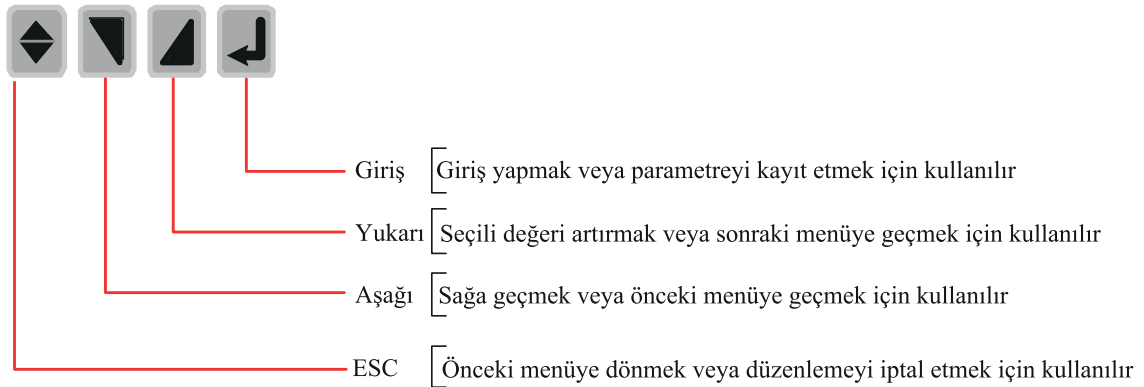 Giriş Giriş yapmak veya parametreyi kayıt etmek için kullanılır
Yukarı Seçili değeri artırmak veya sonraki menüye geçmek için kullanılır
Aşağı Sağa geçmek veya önceki menüye geçmek için kullanılır
ESC Önceki menüye dönmek veya düzenlemeyi iptal etmek için kullanılır